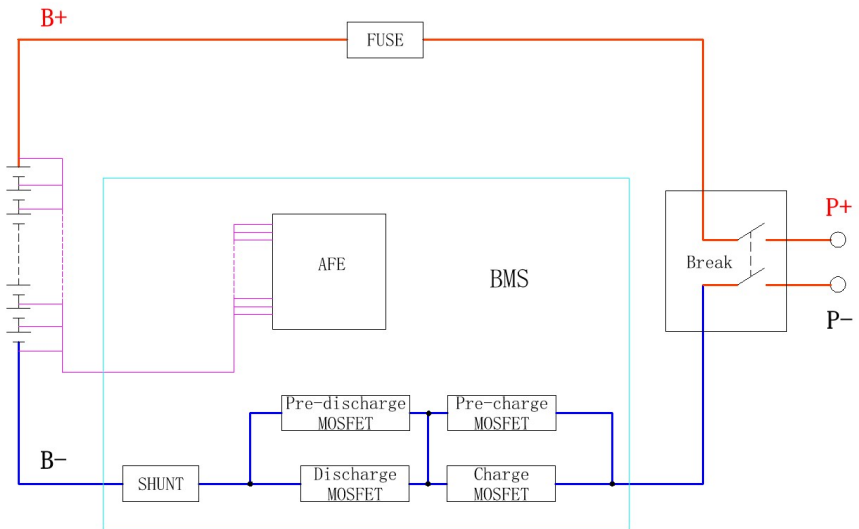 B+
FUSE
P+
AFE
BMS
Break
P-
Pre-discharge
MOSFET
Pre-charge
MOSFET
B-
SHUNT
Discharge
MOSFET
Charge
MOSFET